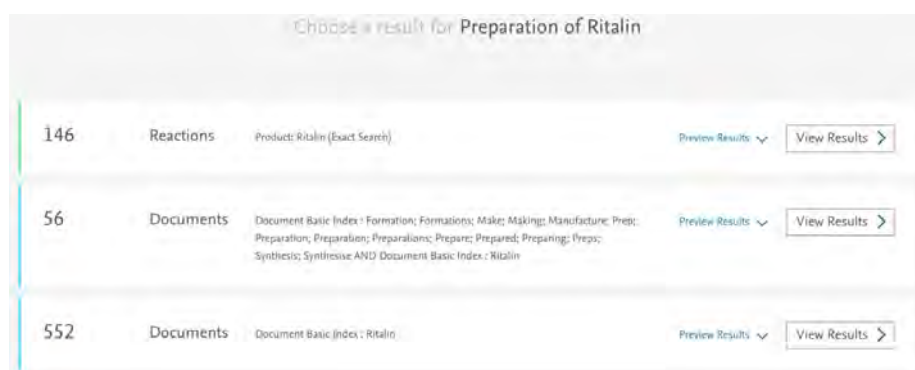 Choose a result for Preparation of Ritalin
146 Reactions Product: Ritalin (Exact Search) Preview Results View Results
56 Documents Document Basic Index : Formation; Formations; Make; Making; Manufacture; Prep; Preview Results View Results
Preparation; Preparation; Preparations; Prepare; Prepared; Preparing; Preps;
Synthesis; Synthesise AND Document Basic Index : Ritalin
552 Documents Document Basic Index : Ritalin Preview Results View Results